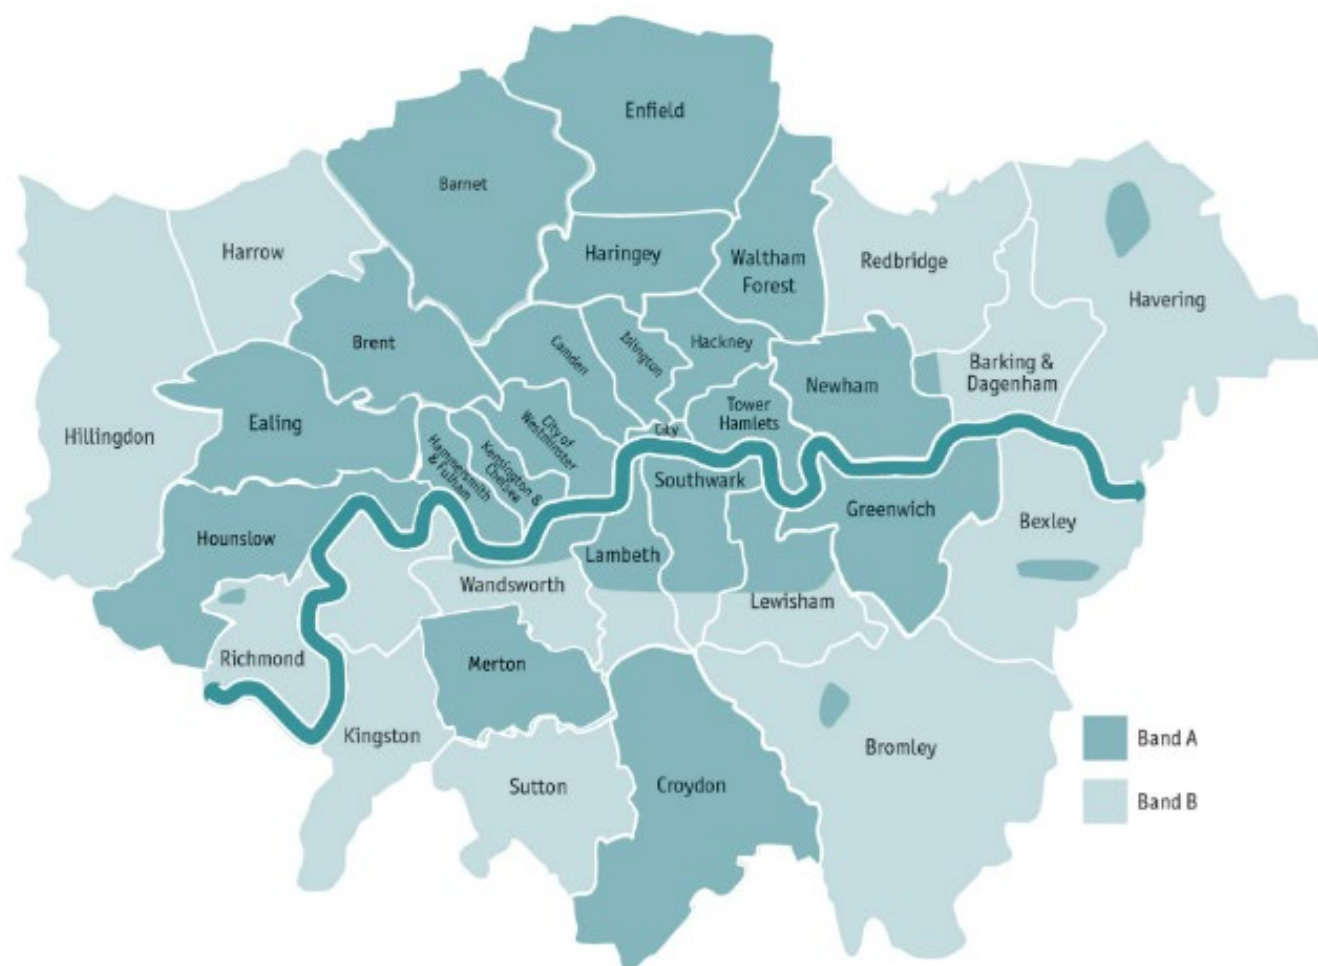 Enfield
Barnet
Harrow
Haringey
Waltham
Forest
Redbridge
Havering
Brent
Camden
Islington
Hackney
Newham
Barking &
Dagenham
Ealing
Hillingdon
Tower
Hamlets
City
City of
Westminster
Kensington &
Chelsea
Hammersmith
& Fulham
Southwark
Greenwich
Bexley
Hounslow
Lambeth
Wandsworth
Lewisham
Richmond
Merton
Kingston
Bromley
Sutton
Croydon
Band A
Band B